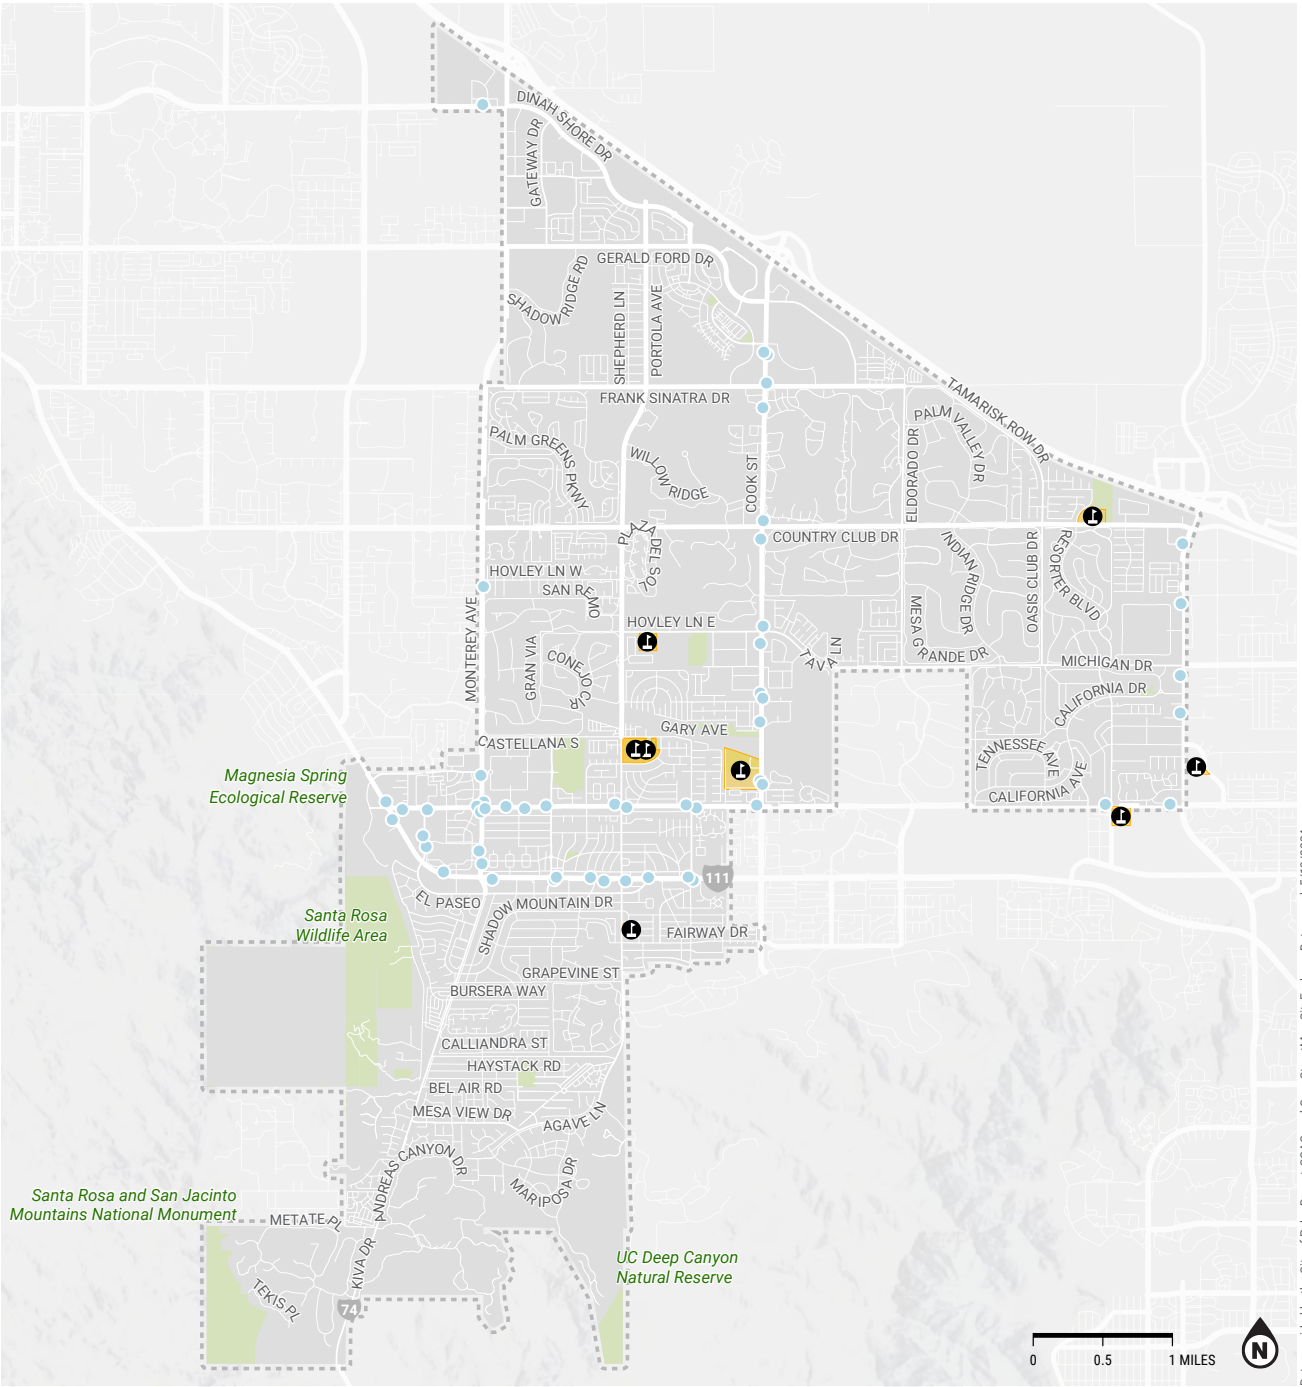 DINAH SHORE DR
GATEWAY DR
GERALD FORD DR
SHADOW RIDGE RD
SHEPHERD LN
PORTOLA AVE
FRANK SINATRA DR
TAMARISK ROW DR
PALM GREENS PKWY
WILLOW RIDGE
COOK ST
ELDORADO DR
PALM VALLEY DR
PLAZA DEL SOL
COUNTRY CLUB DR
HOVLEY LN W
SAN REMO
INDIAN RIDGE DR
OASIS CLUB DR
RESORTER BLVD
MONTEREY AVE
HOVLEY LN E
MESA GRANDE DR
GRAN VIA
CONEJO CIR
TAVA LN
MICHIGAN DR
CALIFORNIA DR
GARY AVE
CASTELLANA S
TENNESSEE AVE
CALIFORNIA AVE
Magnesia Spring
Ecological Reserve
111
EL PASEO
SHADOW MOUNTAIN DR
Santa Rosa
Wildlife Area
FAIRWAY DR
GRAPEVINE ST
BURSERA WAY
CALLIANDRA ST
HAYSTACK RD
BEL AIR RD
MESA VIEW DR
AGAVE LN
ANDREAS CANYON DR
MARIPOSA DR
Santa Rosa and San Jacinto
Mountains National Monument
METATE PL
KIVA DR
TEKIS PL
74
UC Deep Canyon
Natural Reserve
0 0.5 1 MILES
N